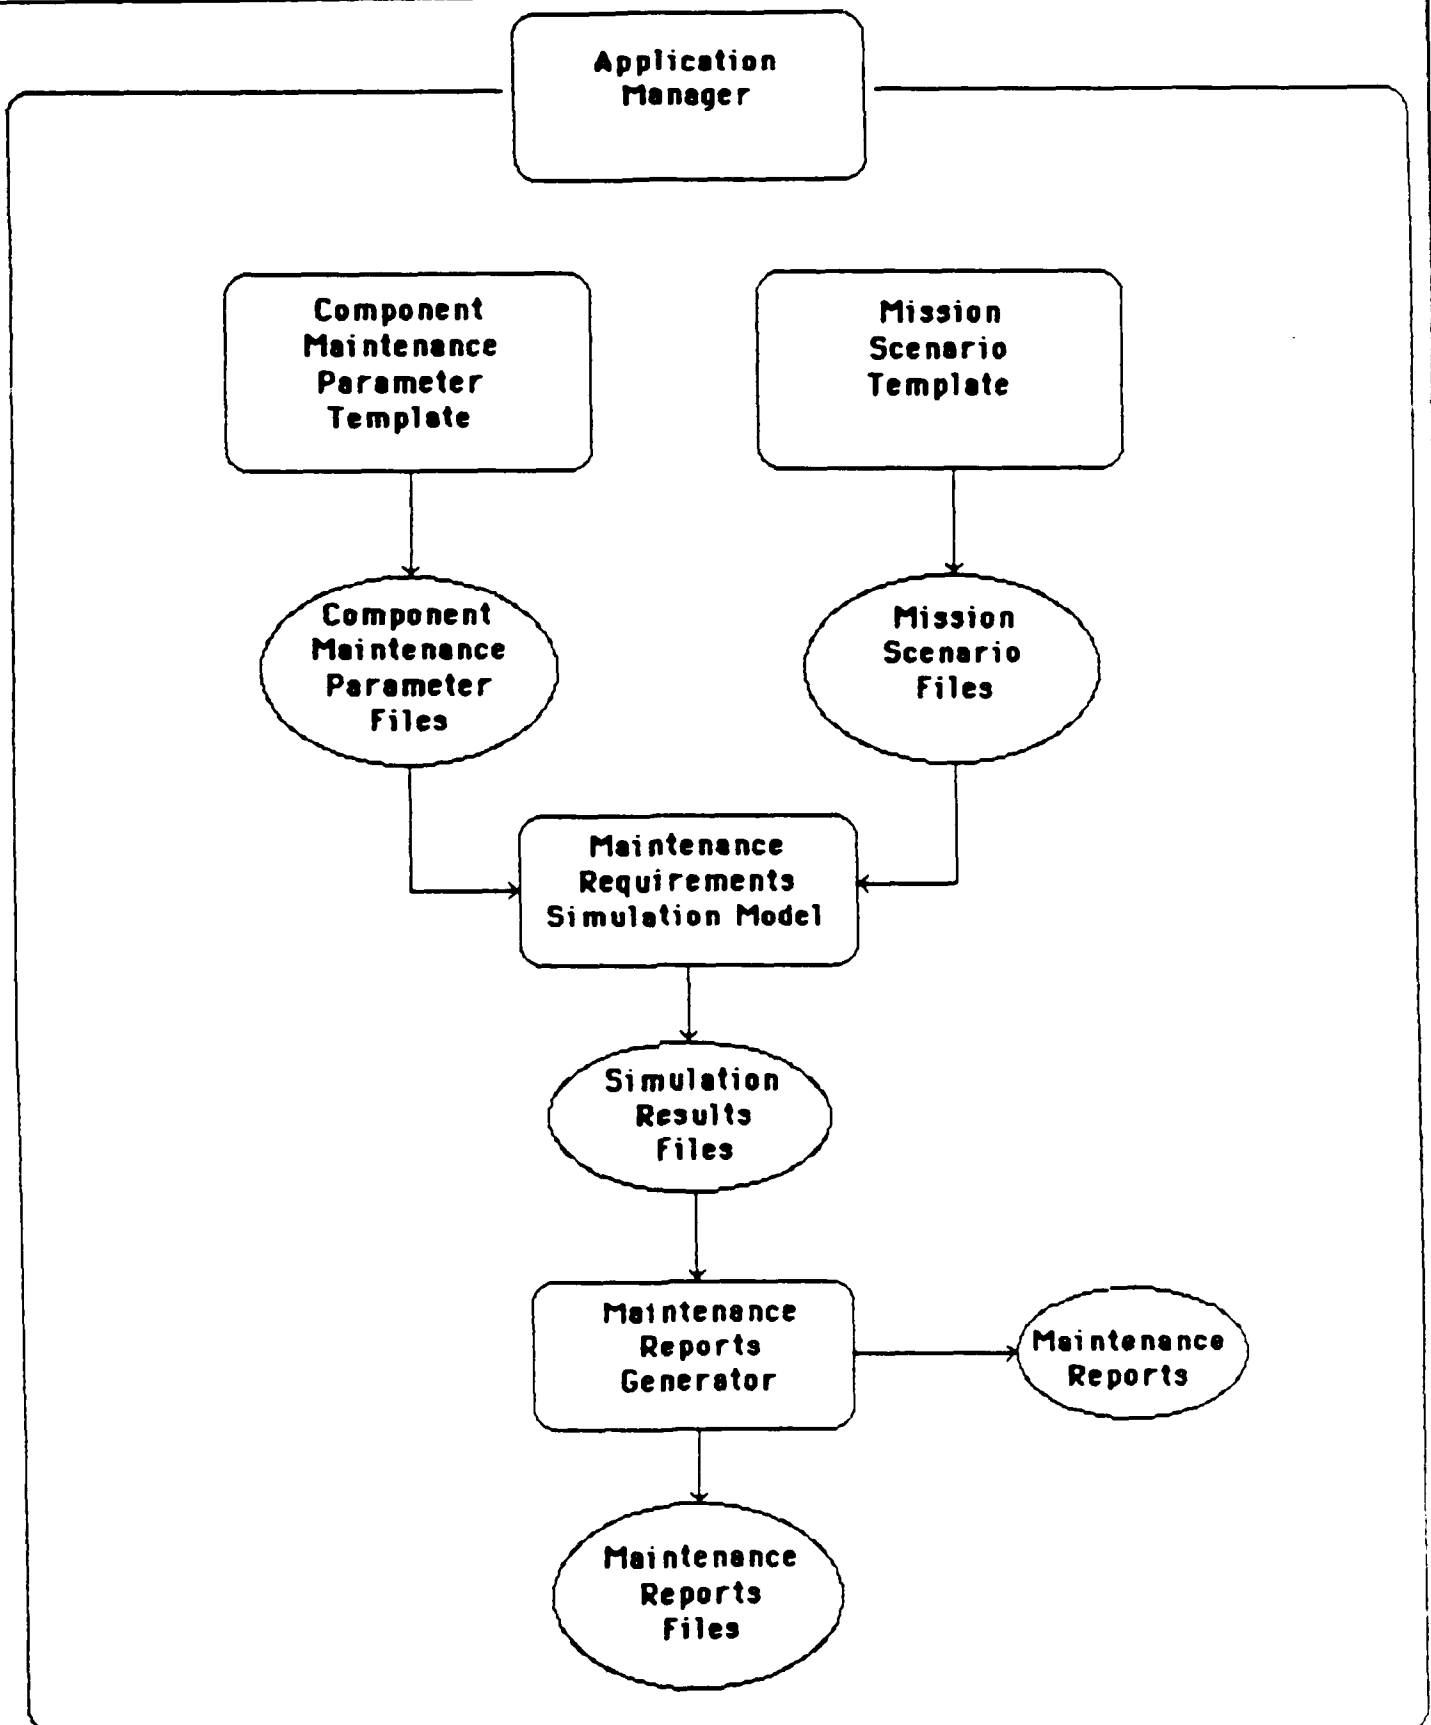 Application
Manager
Component
Maintenance
Parameter
Template
Mission
Scenario
Template
Component
Maintenance
Parameter
Files
Mission
Scenario
Files
Maintenance
Requirements
Simulation Model
Simulation
Results
Files
Maintenance
Reports
Generator
Maintenance
Reports
Maintenance
Reports
Files